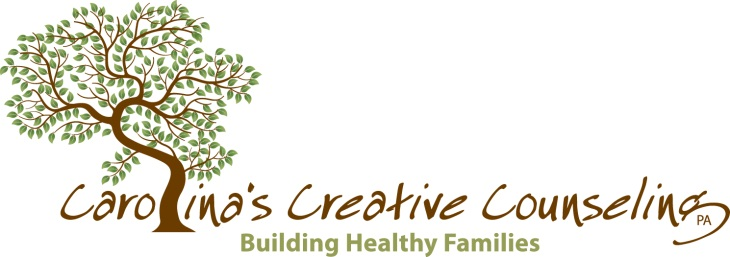 Carolina's Creative Counseling PA
Building Healthy Families